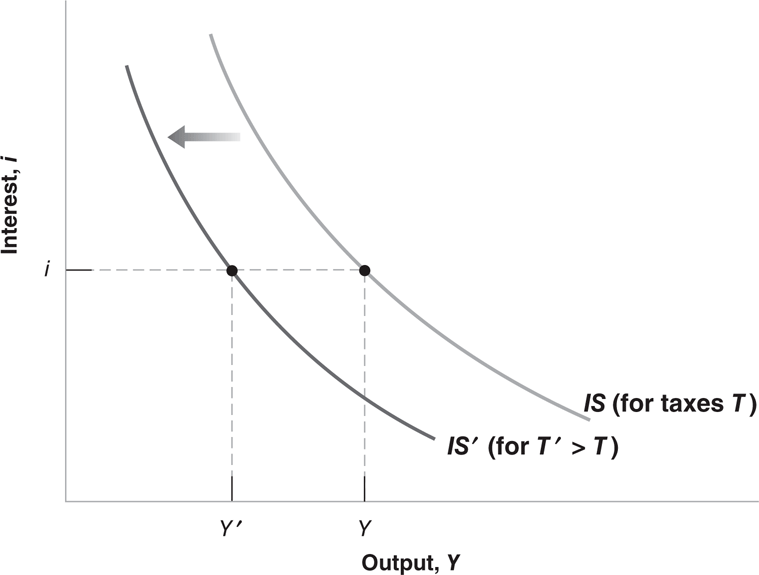 Interest, i
i
IS (for taxes T)
IS′ (for T′ > T)
Y′
Y
Output, Y